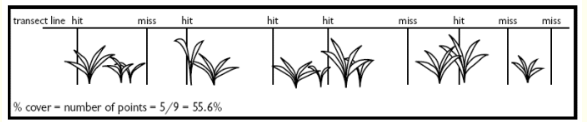 transect line hit miss hit hit hit miss hit miss miss
% cover = number of points = 5/9 = 55.6%